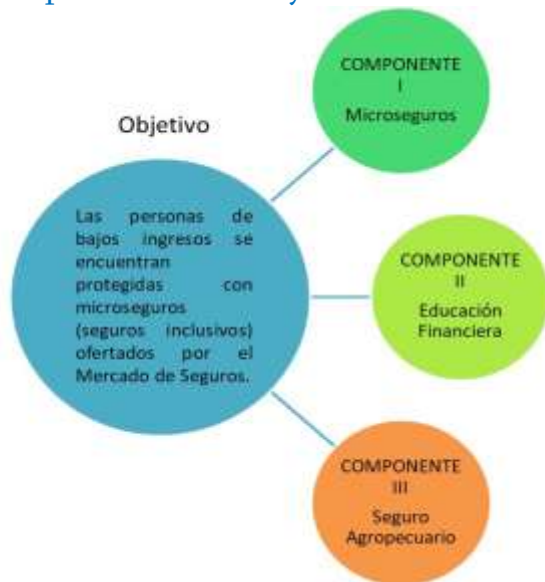 Objetivo
Las personas de
bajos ingresos se
encuentran
protegidas con
microseguros
(seguros inclusivos)
ofertados por el
Mercado de Seguros.
COMPONENTE
I
Microseguros
COMPONENTE
II
Educación
Financiera
COMPONENTE
III
Seguro
Agropecuario